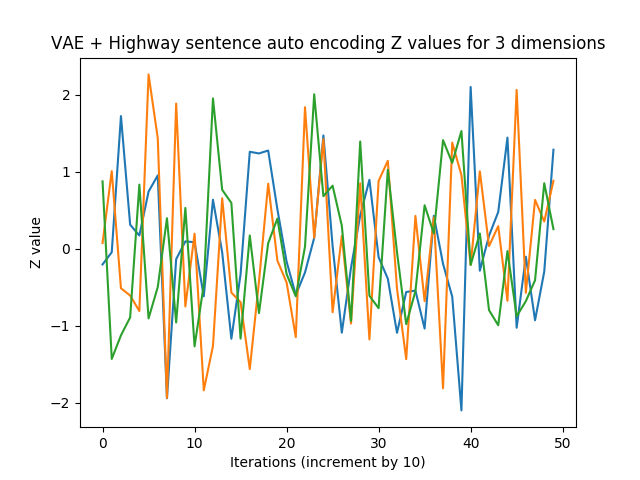 VAE + Highway sentence auto encoding Z values for 3 dimensions
2
1
0
−1
−2
Z value
0 10 20 30 40 50
Iterations (increment by 10)